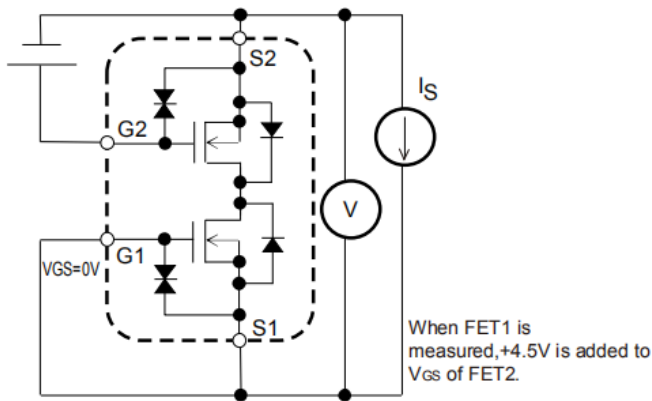 S2
IS
G2
V
G1
VGS=0V
S1
When FET1 is
measured,+4.5V is added to
VGS of FET2.